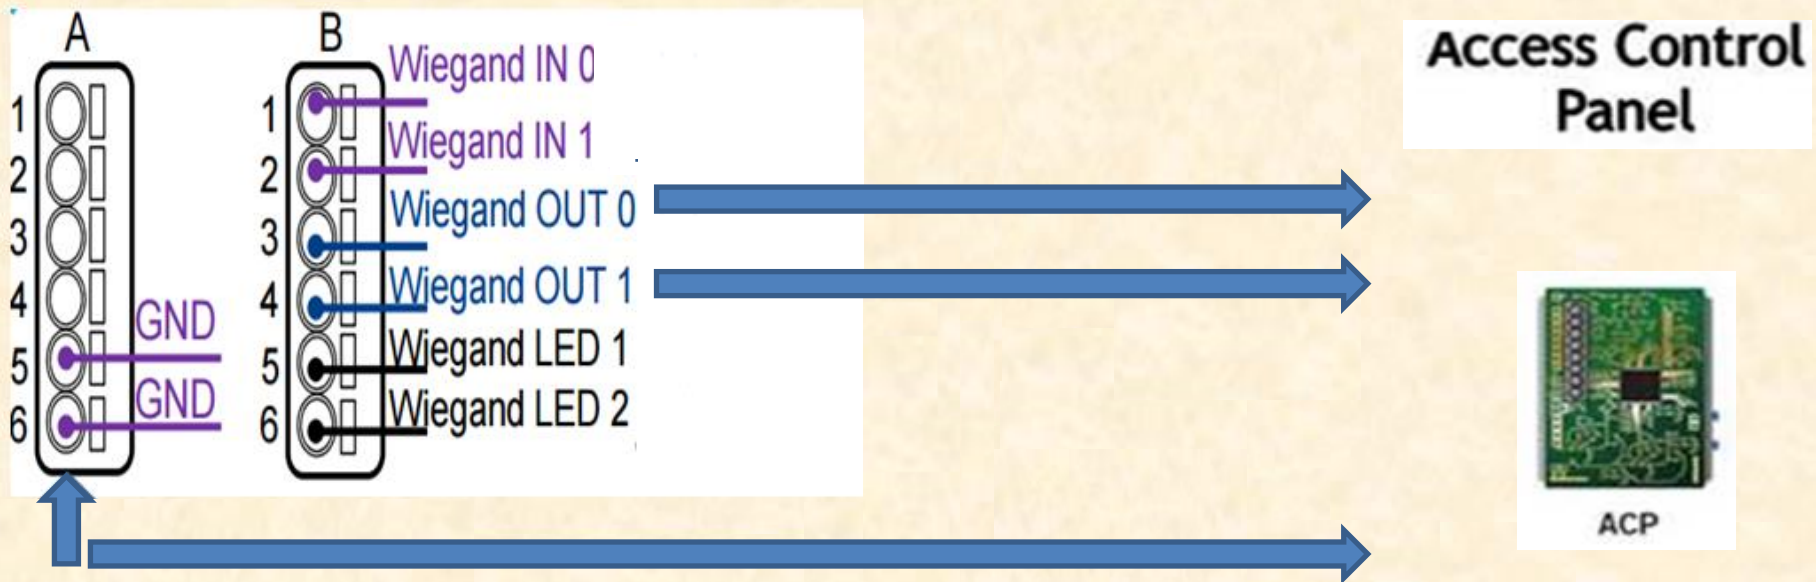 A
1
2
3
4
5
6
GND
GND
B
1
2
3
4
5
6
Wiegand IN 0
Wiegand IN 1
Wiegand OUT 0
Wiegand OUT 1
Wiegand LED 1
Wiegand LED 2
Access Control
Panel
ACP